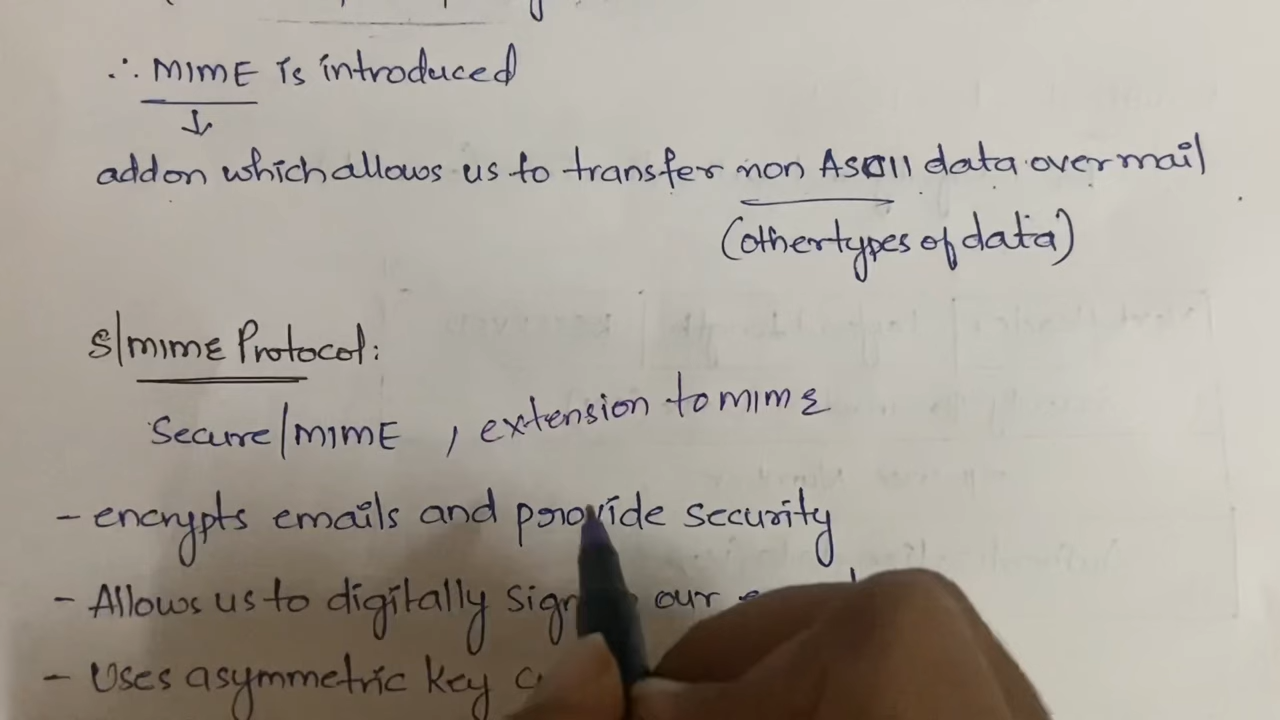 ∴ MIME is introduced
↓
addon which allows us to transfer non ASCII data over mail
(other types of data)
S/MIME Protocol:
Secure/MIME , extension to MIME
- encrypts emails and provide security
- Allows us to digitally sign our
- Uses asymmetric key